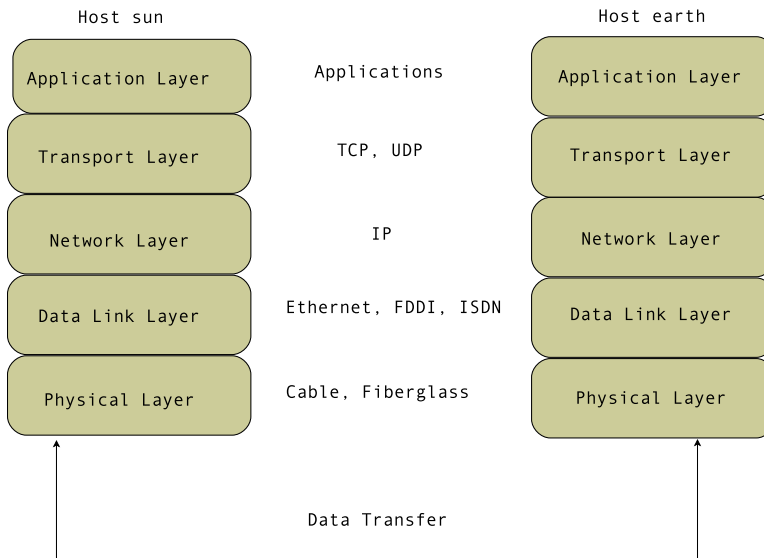 Host sun
Host earth
Application Layer
Applications
Application Layer
Transport Layer
TCP, UDP
Transport Layer
Network Layer
IP
Network Layer
Data Link Layer
Ethernet, FDDI, ISDN
Data Link Layer
Physical Layer
Cable, Fiberglass
Physical Layer
Data Transfer